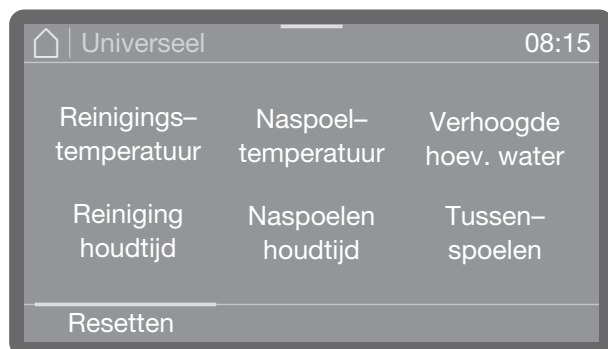 Universeel 08:15
Reinigings–
temperatuur
Naspoel–
temperatuur
Verhoogde
hoev. water
Reiniging
houdtijd
Naspoelen
houdtijd
Tussen–
spoelen
Resetten